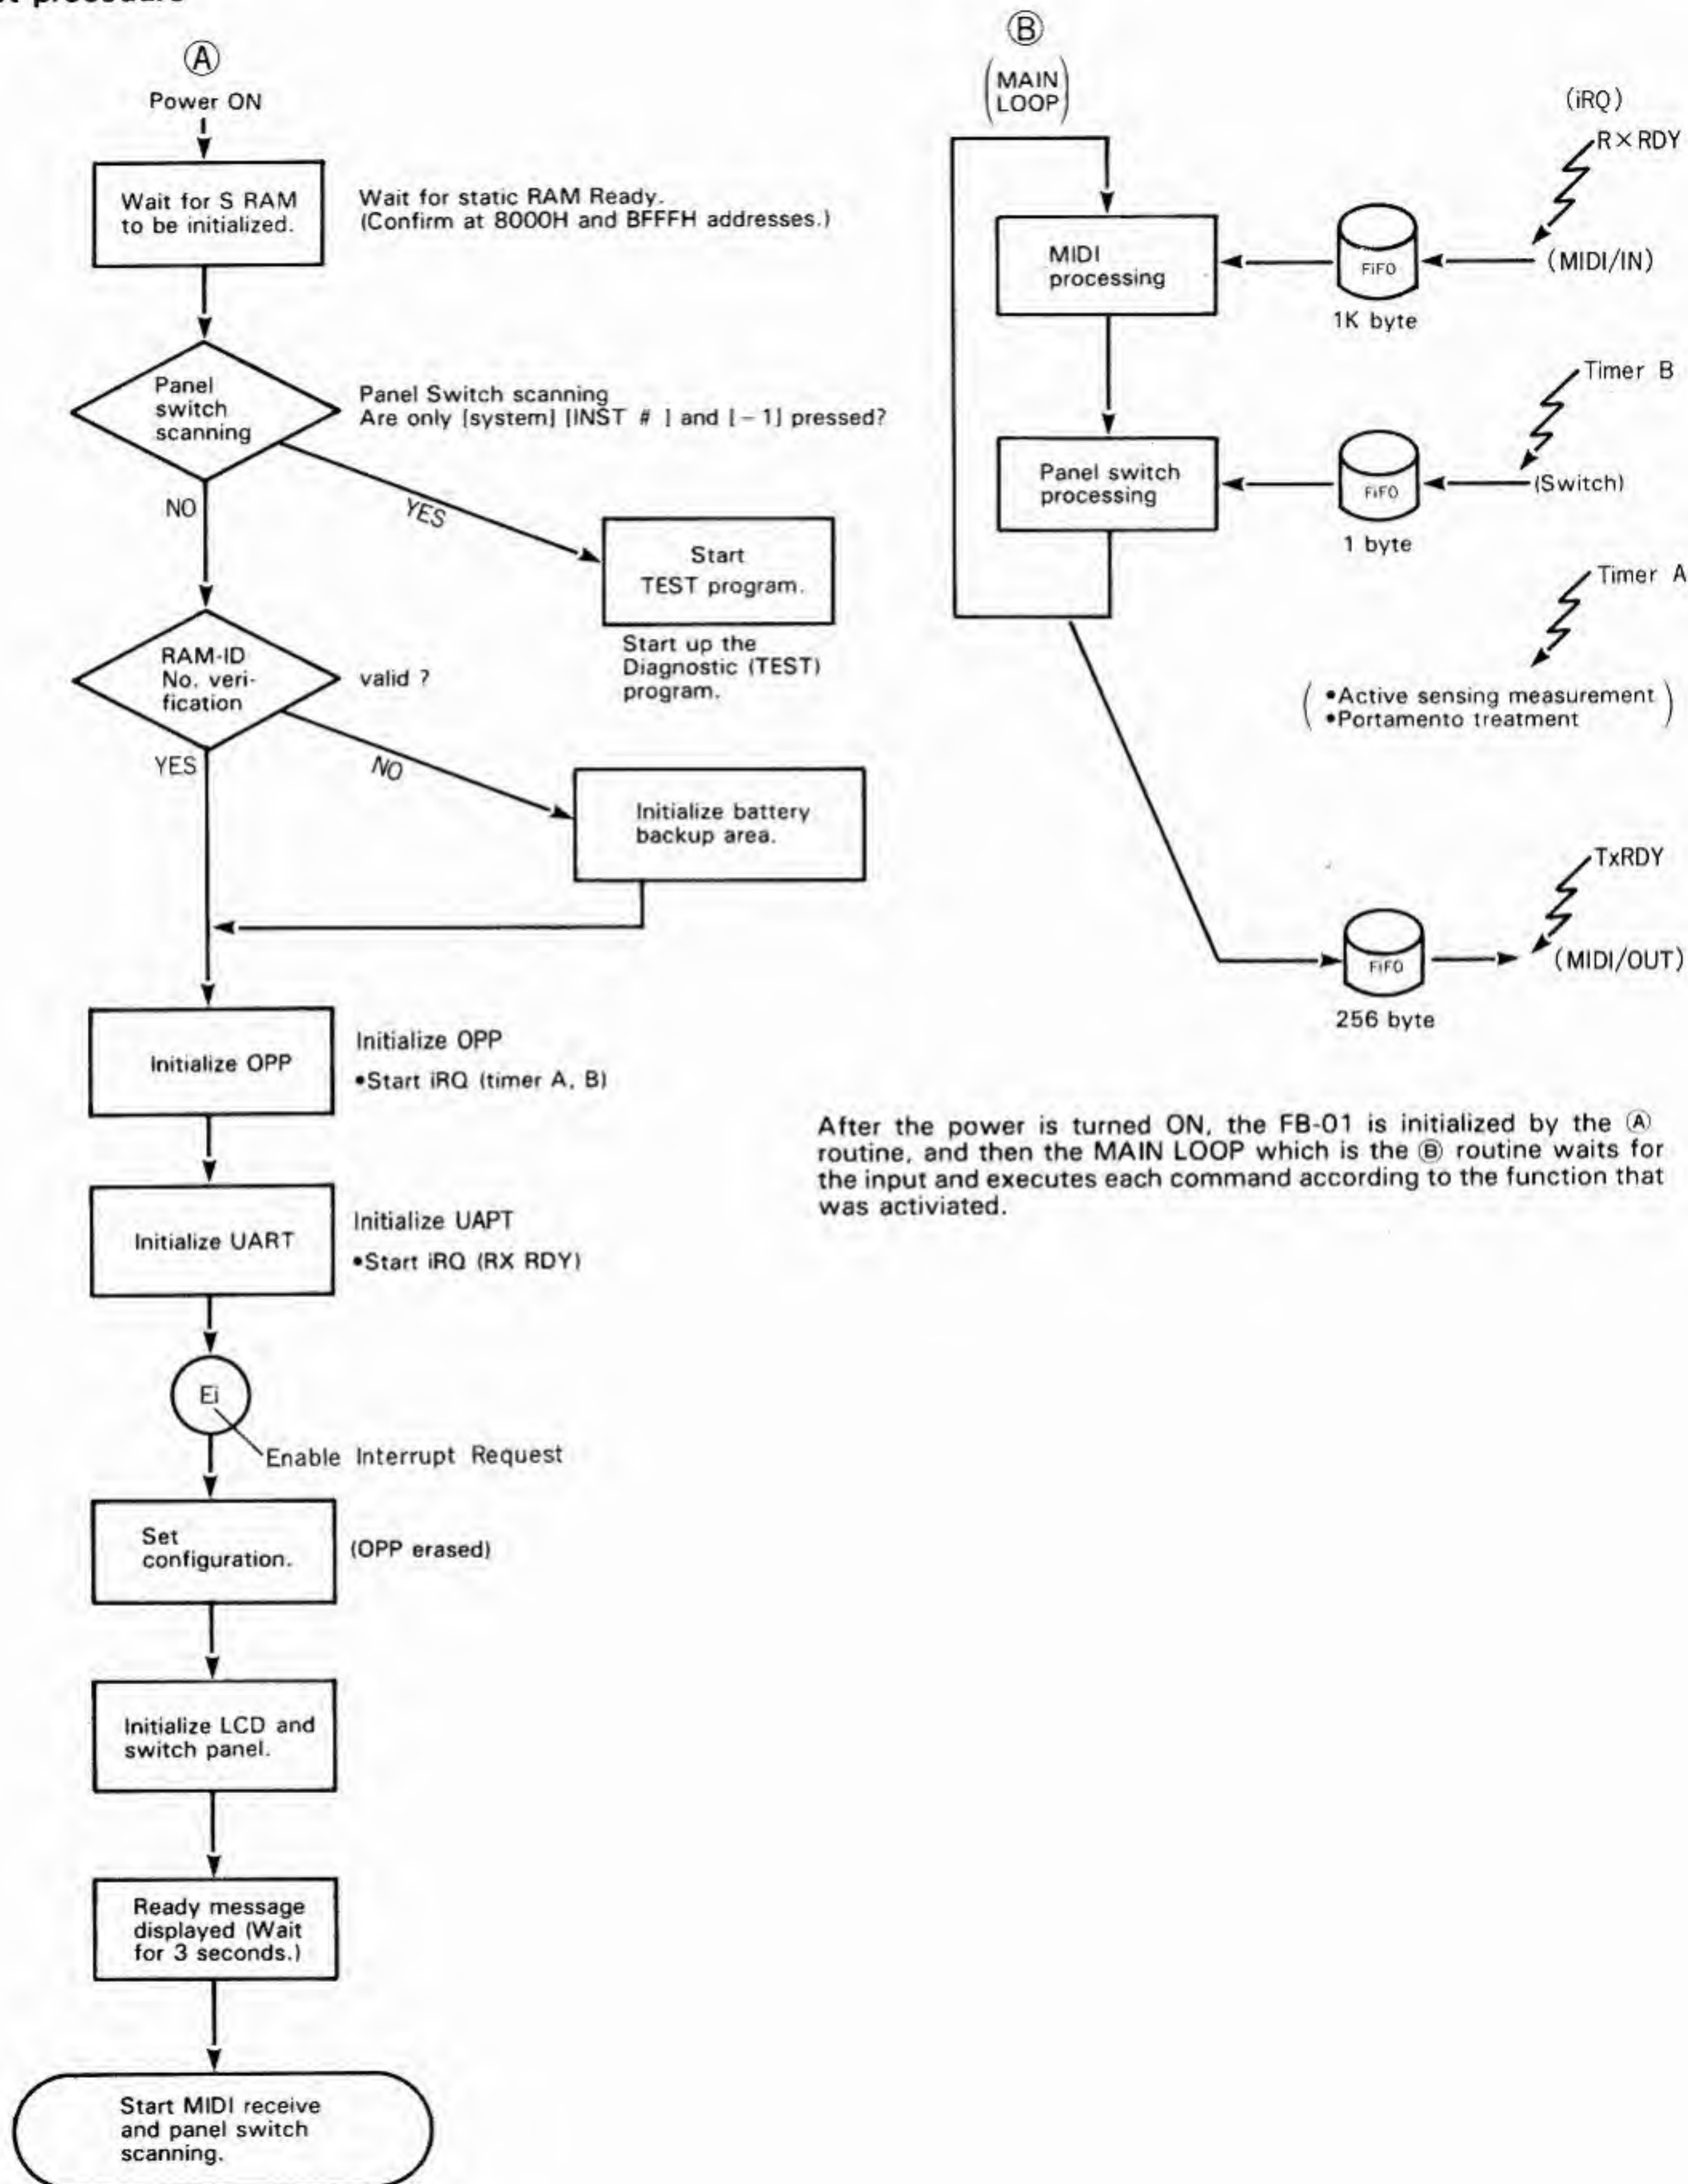 procedure
Ⓐ
Power ON
Wait for S RAM
to be initialized.
Wait for static RAM Ready.
(Confirm at 8000H and BFFFH addresses.)
Panel
switch
scanning
Panel Switch scanning
Are only [system] [INST # ] and [-1] pressed?
NO
YES
Start
TEST program.
Start up the
Diagnostic (TEST)
program.
RAM-ID
No. veri-
fication
valid ?
YES
NO
Initialize battery
backup area.
Initialize OPP
Initialize OPP
•Start iRQ (timer A, B)
Initialize UART
Initialize UAPT
•Start iRQ (RX RDY)
Ei
Enable Interrupt Request
Set
configuration.
(OPP erased)
Initialize LCD and
switch panel.
Ready message
displayed (Wait
for 3 seconds.)
Start MIDI receive
and panel switch
scanning.
Ⓑ
(MAIN
LOOP)
(iRQ)
R×RDY
MIDI
processing
FiFO
(MIDI/IN)
1K byte
Timer B
Panel switch
processing
FiFO
(Switch)
1 byte
Timer A
•Active sensing measurement
•Portamento treatment
TxRDY
FiFO
(MIDI/OUT)
256 byte
After the power is turned ON, the FB-01 is initialized by the Ⓐ
routine, and then the MAIN LOOP which is the Ⓑ routine waits for
the input and executes each command according to the function that
was activiated.